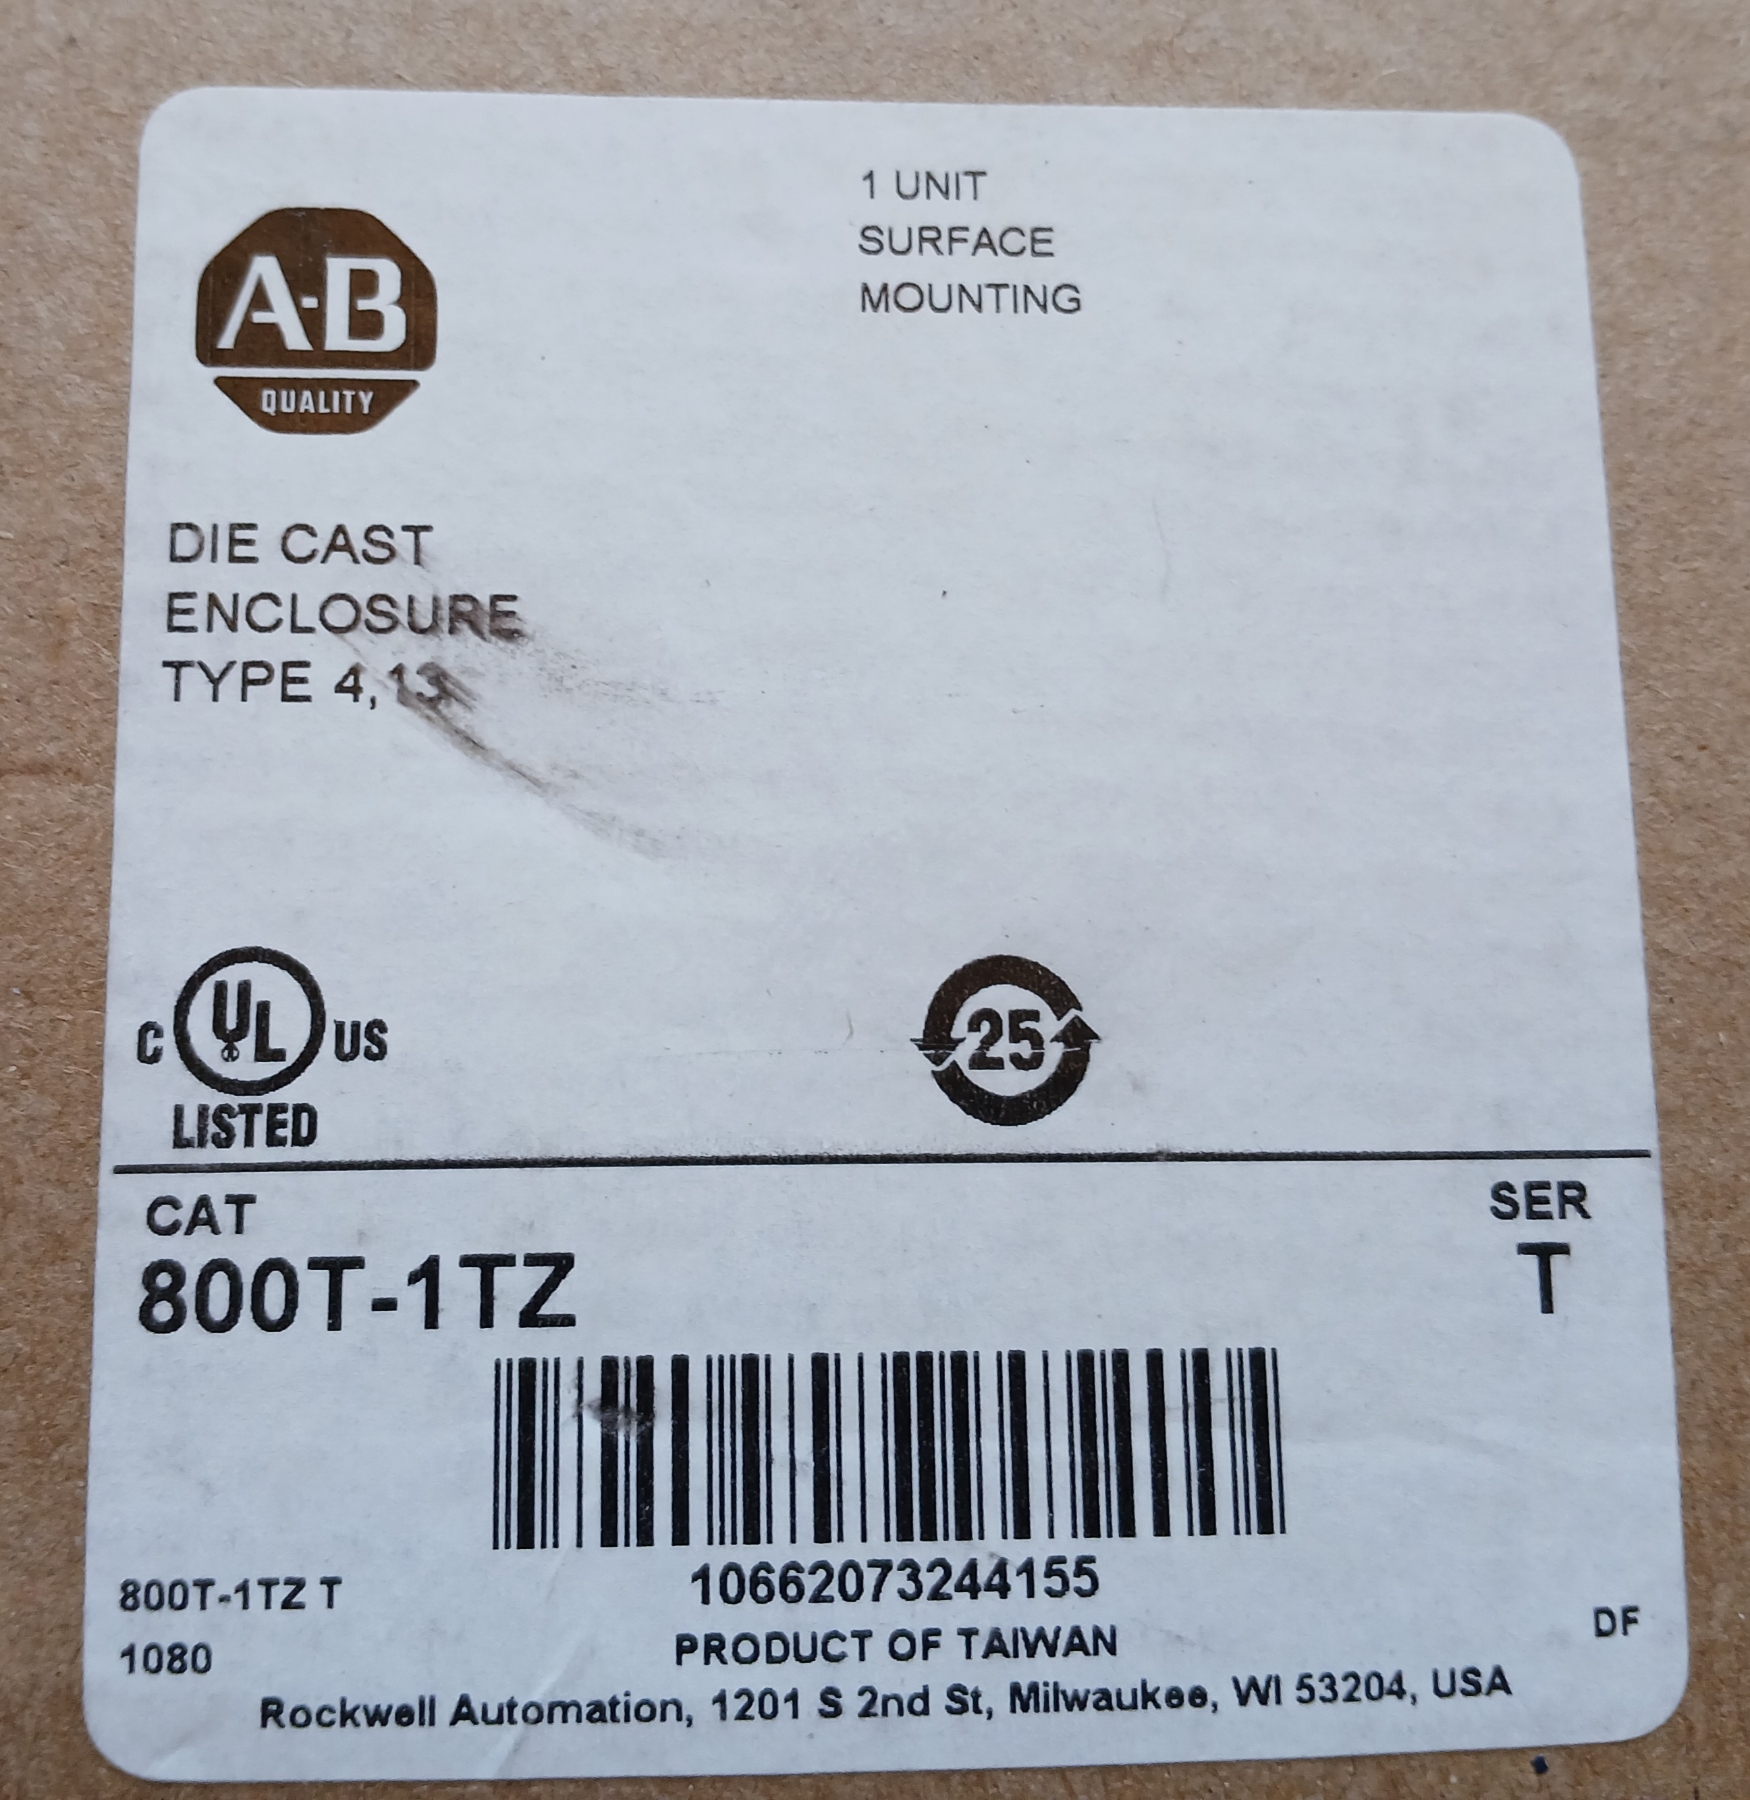 1 UNIT
SURFACE
MOUNTING
A-B
QUALITY
DIE CAST
ENCLOSURE
TYPE 4,13
C UL US
LISTED
25
CAT
800T-1TZ
SER
T
10662073244155
800T-1TZ T
1080
PRODUCT OF TAIWAN
DF
Rockwell Automation, 1201 S 2nd St, Milwaukee, WI 53204, USA